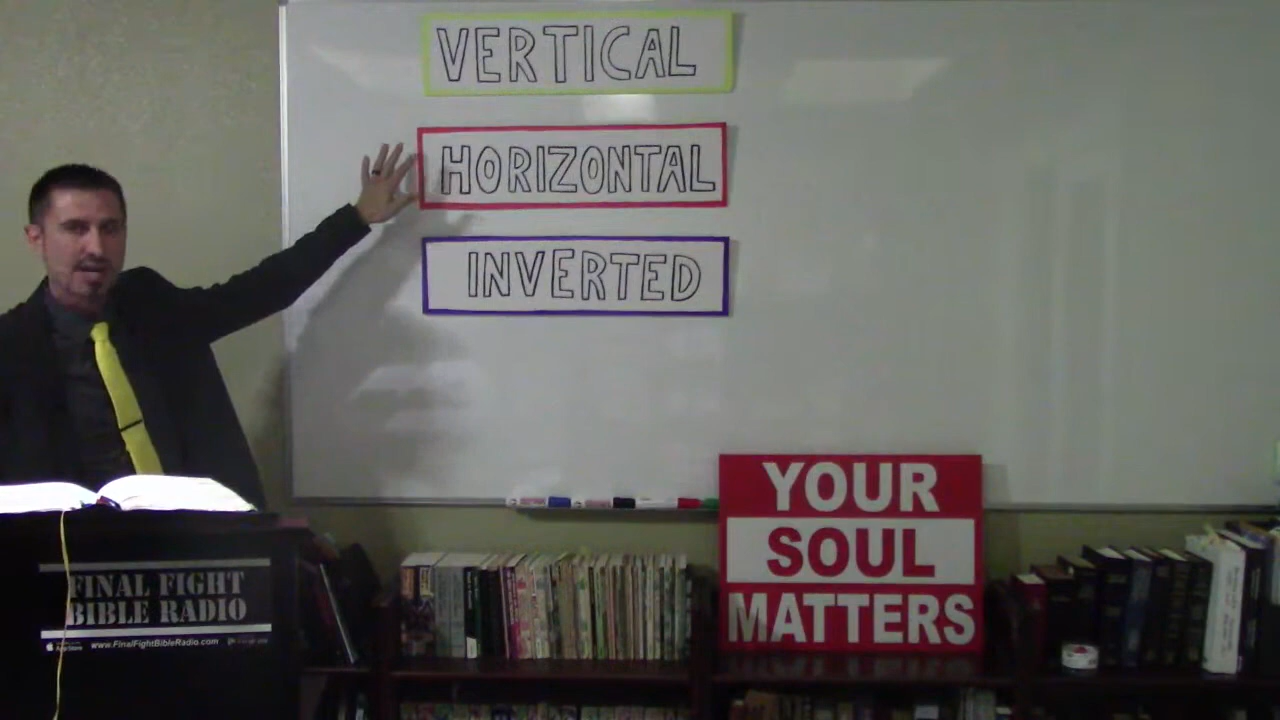 VERTICAL
HORIZONTAL
INVERTED
YOUR
SOUL
MATTERS
FINAL FIGHT
BIBLE RADIO
www.FinalFightBibleRadio.com